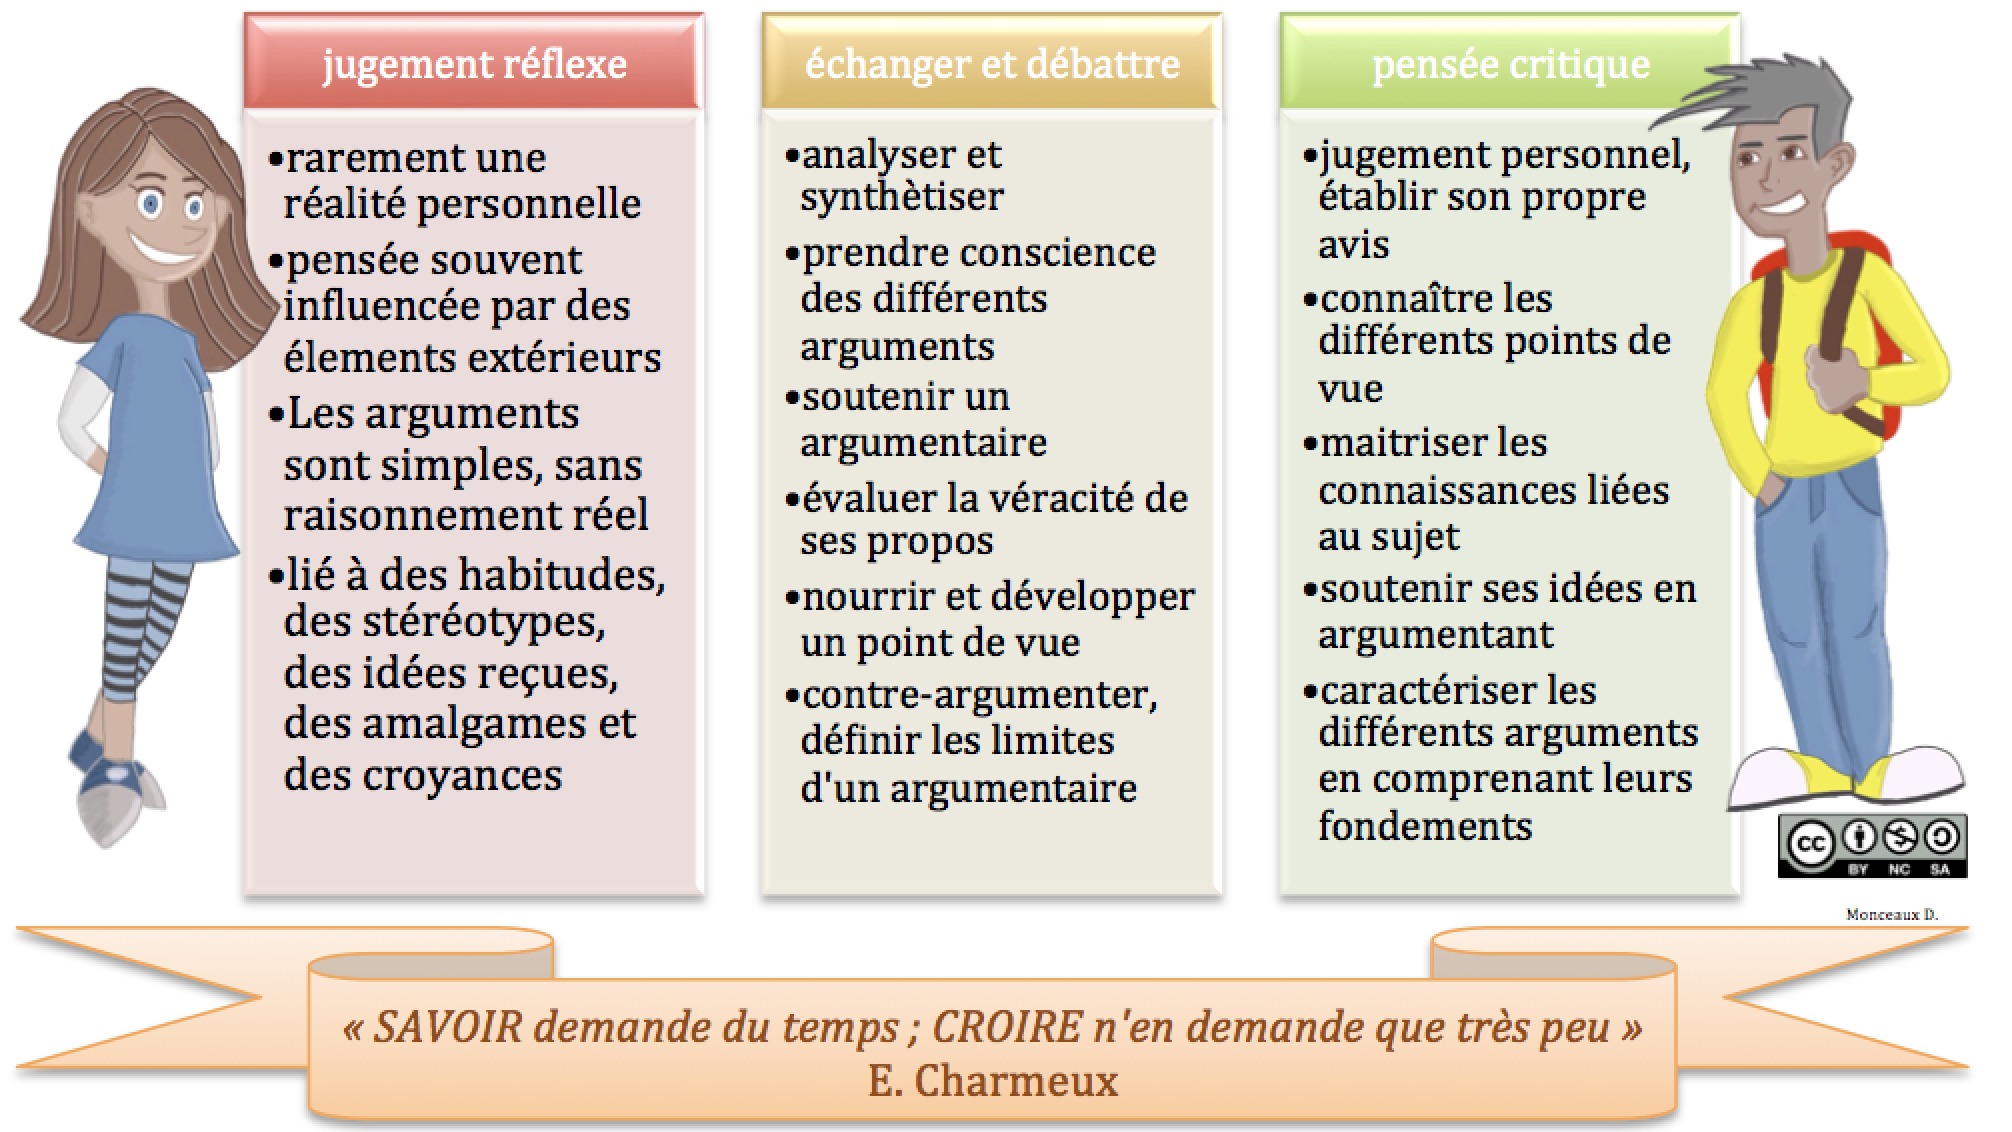 jugement réflexe
•rarement une
réalité personnelle
•pensée souvent
influencée par des
élements extérieurs
•Les arguments
sont simples, sans
raisonnement réel
•lié à des habitudes,
des stéréotypes,
des idées reçues,
des amalgames et
des croyances
échanger et débattre
•analyser et
synthètiser
•prendre conscience
des différents
arguments
•soutenir un
argumentaire
•évaluer la véracité de
ses propos
•nourrir et développer
un point de vue
•contre-argumenter,
définir les limites
d'un argumentaire
pensée critique
•jugement personnel,
établir son propre
avis
•connaître les
différents points de
vue
•maitriser les
connaissances liées
au sujet
•soutenir ses idées en
argumentant
•caractériser les
différents arguments
en comprenant leurs
fondements
cc
BY NC SA
Monceaux D.
« SAVOIR demande du temps ; CROIRE n'en demande que très peu »
E. Charmeux